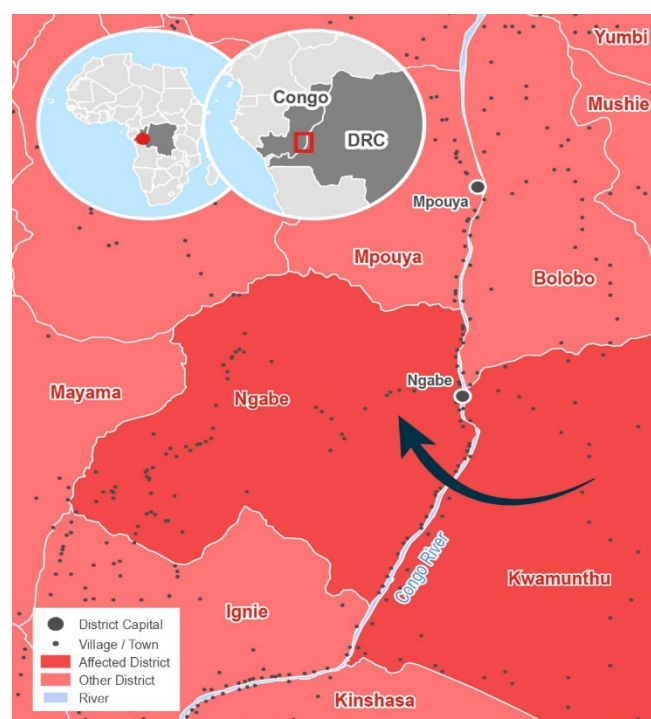 Yumbi
Mushie
Congo
DRC
Mpouya
Mpouya
Bolobo
Mayama
Ngabe
Ngabe
Congo River
Kwamunthu
Ignie
Kinshasa
District Capital
Village / Town
Affected District
Other District
River